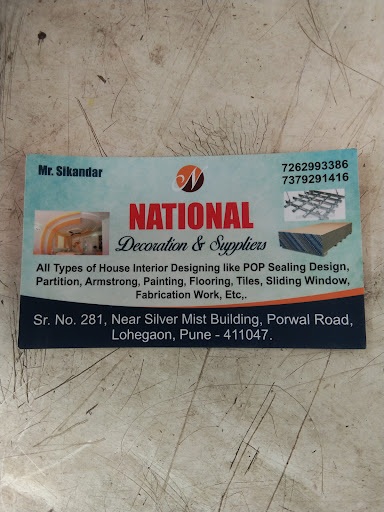 Mr. Sikandar
7262993386
7379291416
N
NATIONAL
Decoration & Suppliers
All Types of House Interior Designing like POP Sealing Design,
Partition, Armstrong, Painting, Flooring, Tiles, Sliding Window,
Fabrication Work, Etc,.
Sr. No. 281, Near Silver Mist Building, Porwal Road,
Lohegaon, Pune - 411047.